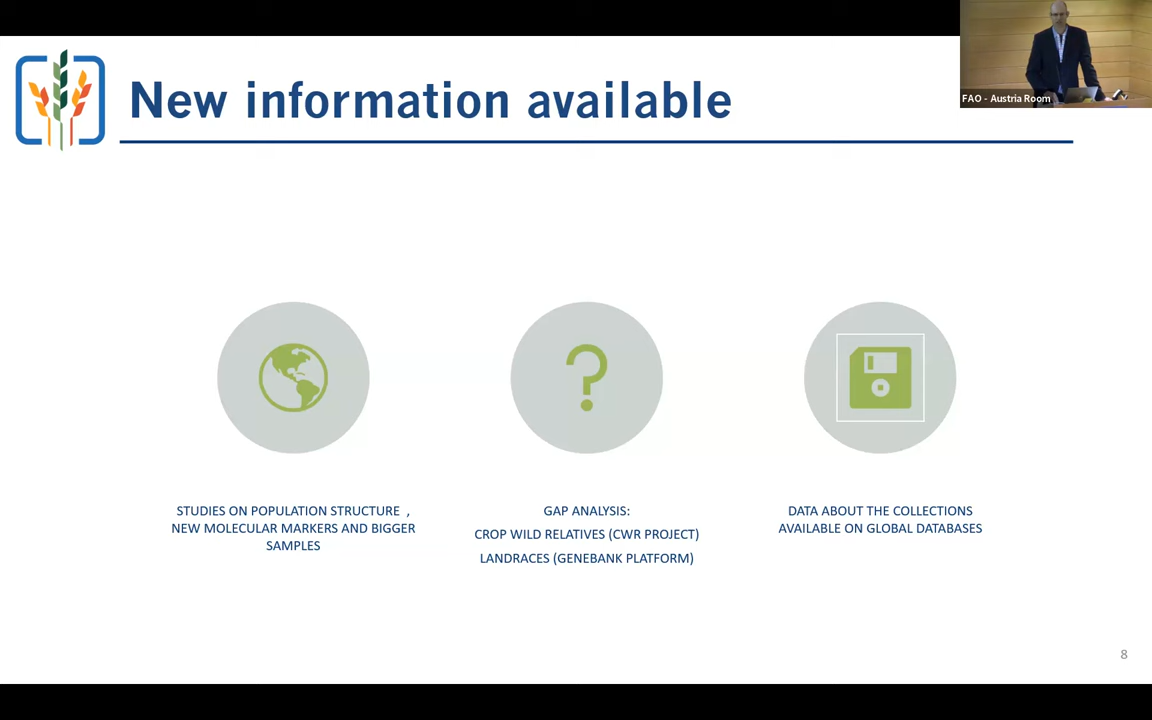 New information available
FAO - Austria Room
STUDIES ON POPULATION STRUCTURE ,
NEW MOLECULAR MARKERS AND BIGGER
SAMPLES
GAP ANALYSIS:
CROP WILD RELATIVES (CWR PROJECT)
LANDRACES (GENEBANK PLATFORM)
DATA ABOUT THE COLLECTIONS
AVAILABLE ON GLOBAL DATABASES
8